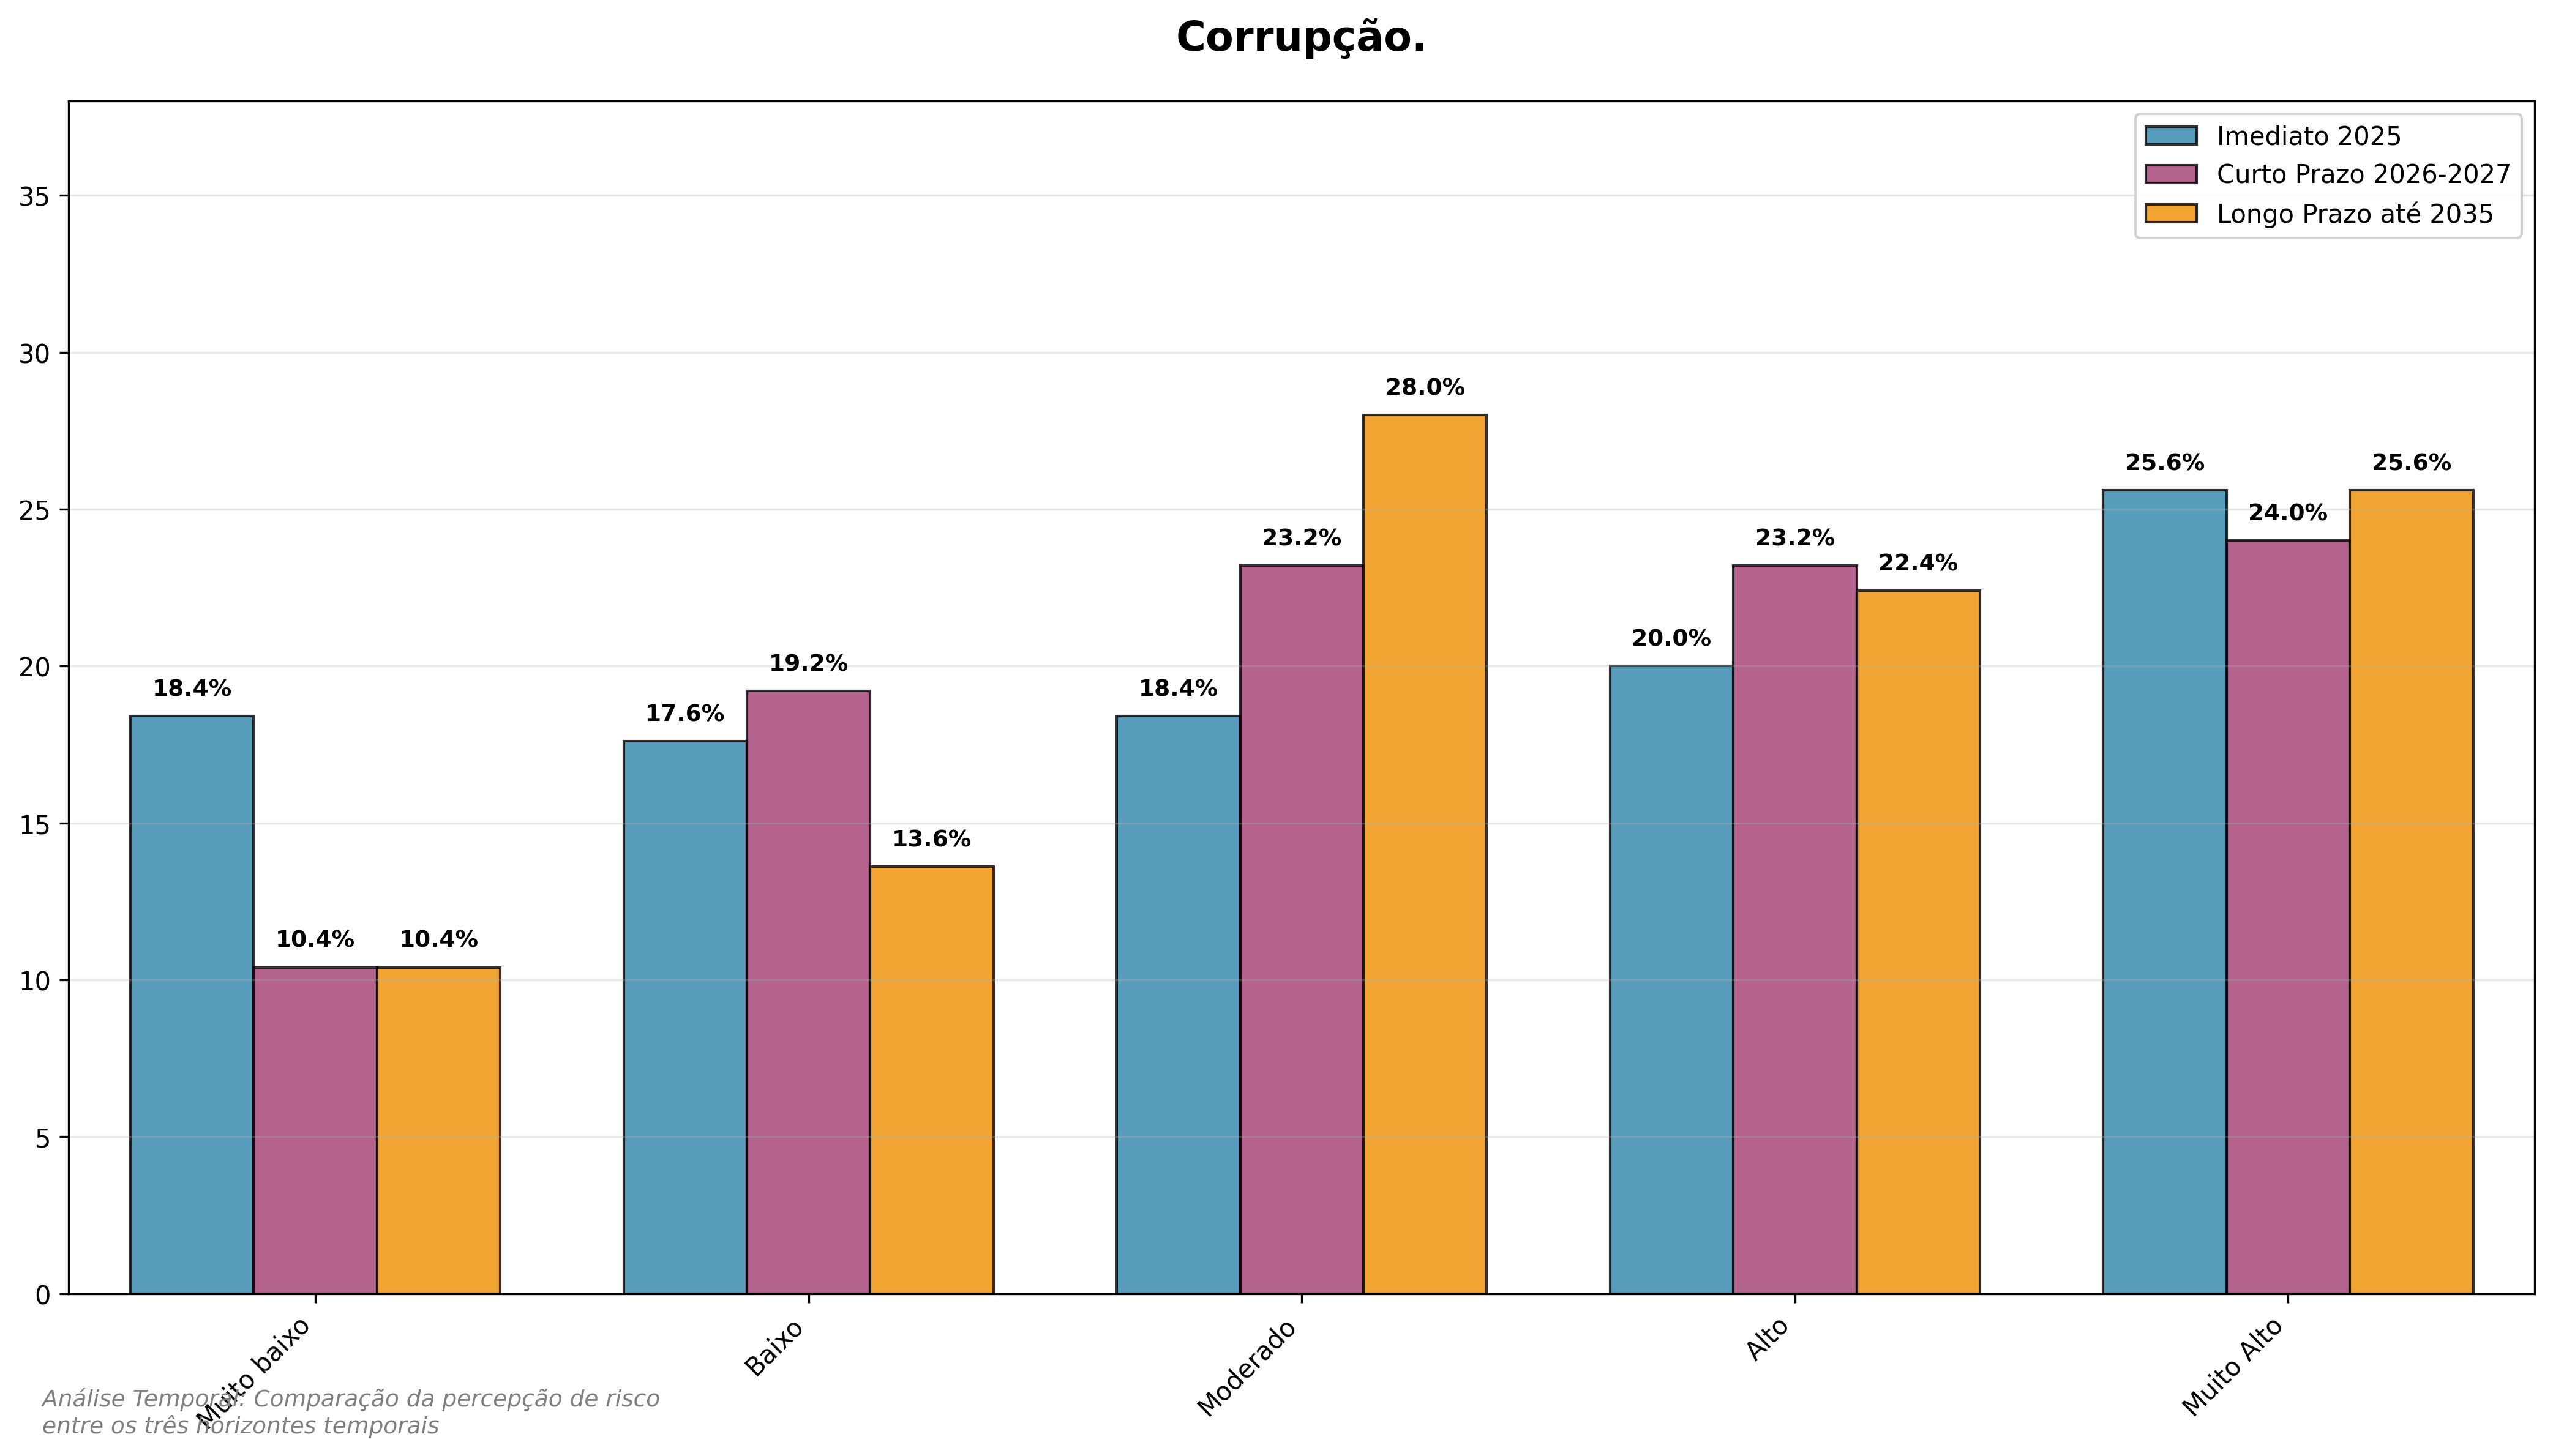 Corrupção.
Imediato 2025
Curto Prazo 2026-2027
Longo Prazo até 2035
35
30
25
20
15
10
5
0
18.4%
10.4%
10.4%
17.6%
19.2%
13.6%
18.4%
23.2%
28.0%
20.0%
23.2%
22.4%
25.6%
24.0%
25.6%
Muito baixo
Baixo
Moderado
Alto
Muito Alto
Análise Temporal: Comparação da percepção de risco
entre os três horizontes temporais